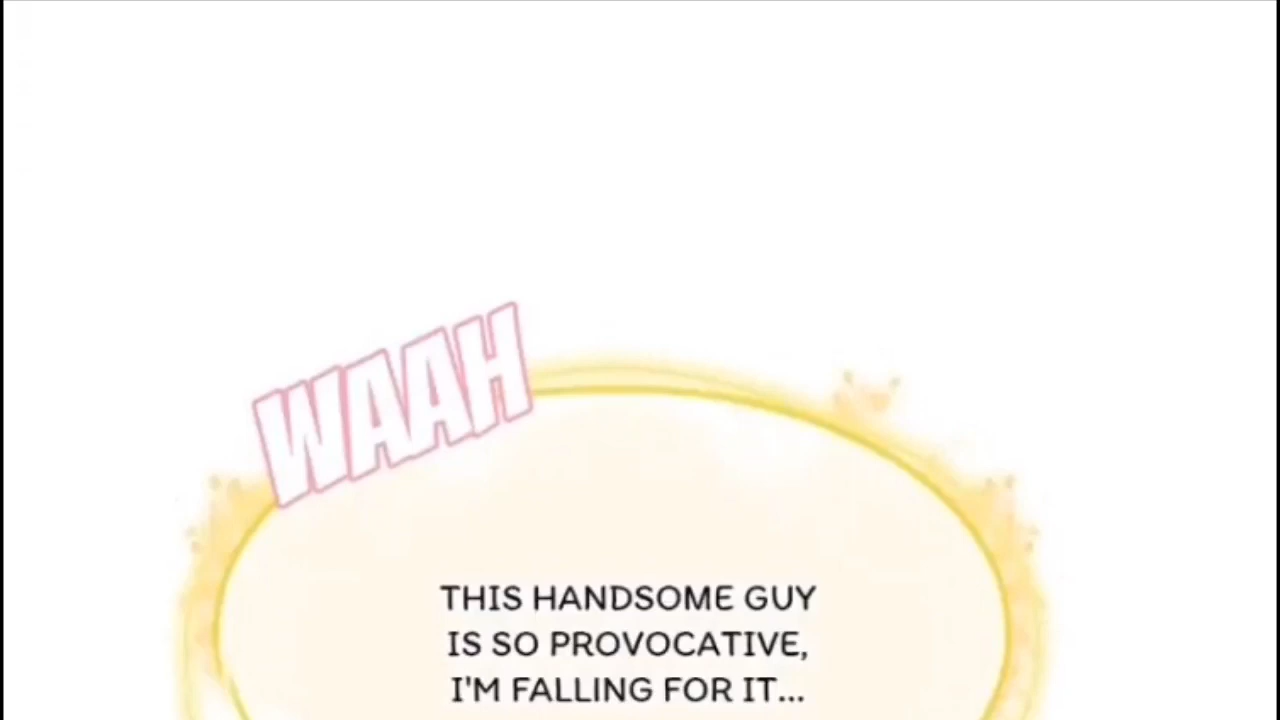 WAAH
THIS HANDSOME GUY
IS SO PROVOCATIVE,
I'M FALLING FOR IT...